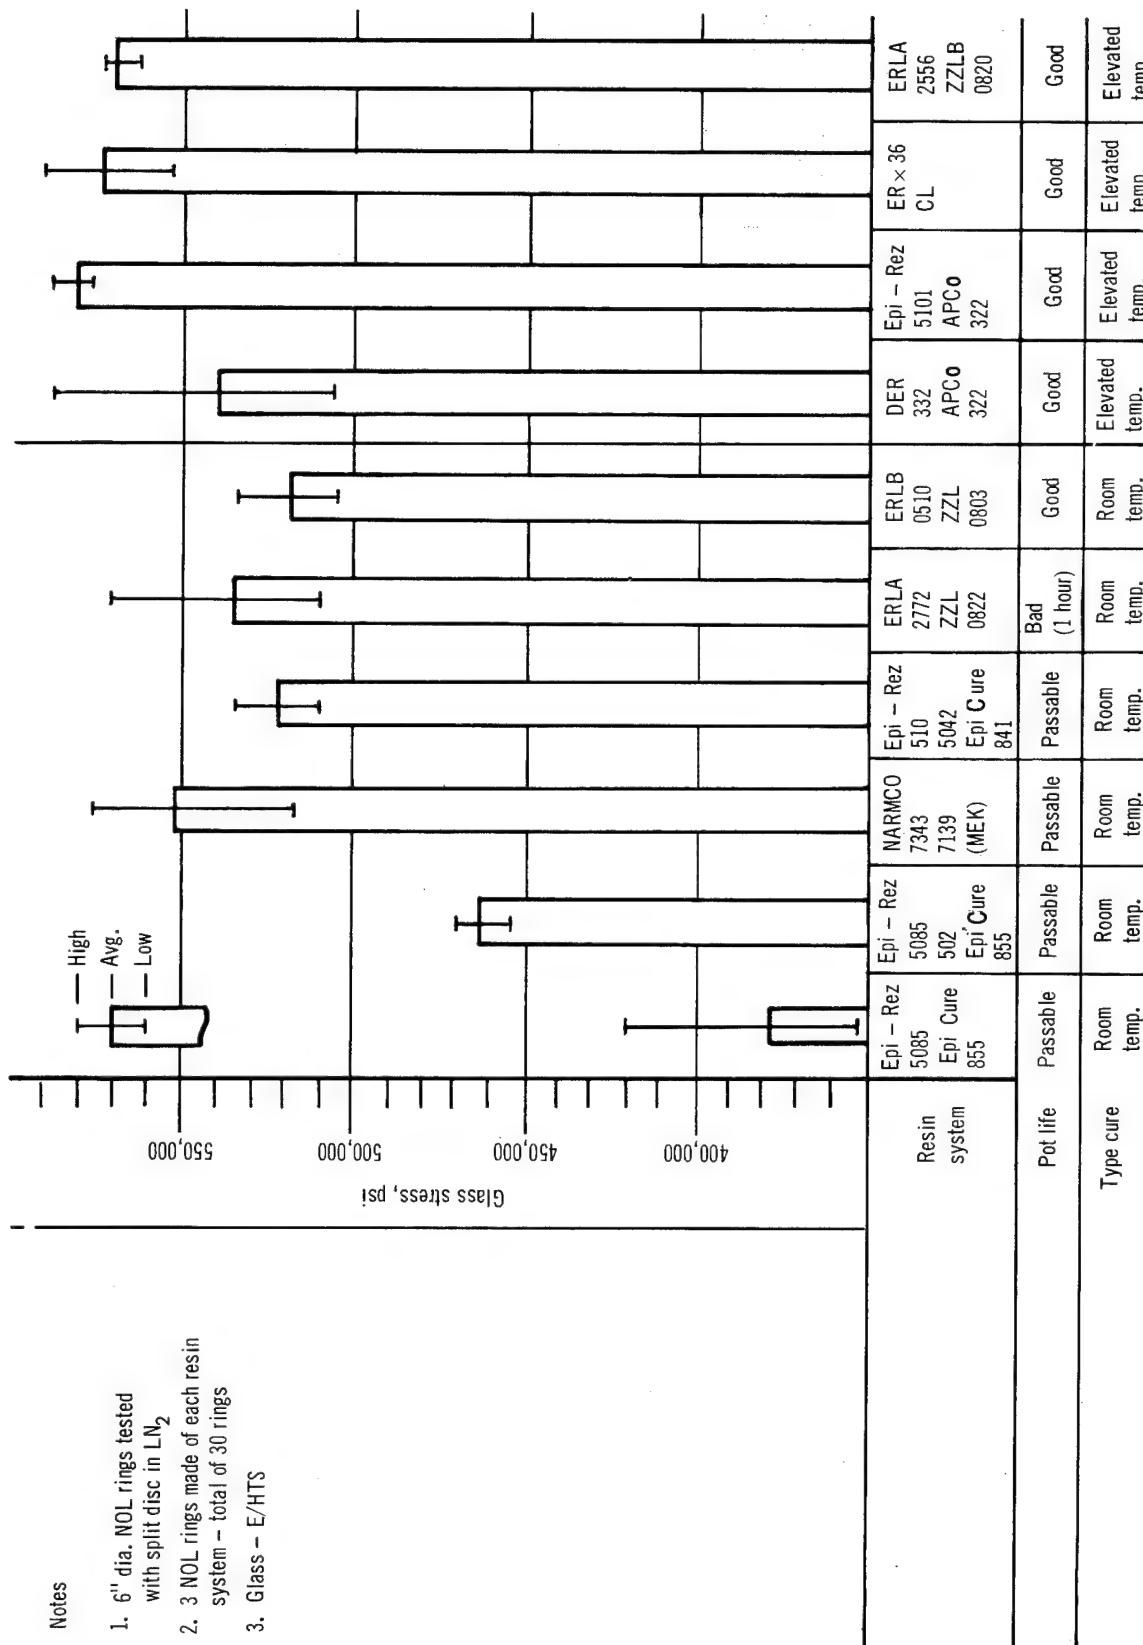 Notes
1. 6" dia. NOL rings tested
with split disc in LN2
2. 3 NOL rings made of each resin
system – total of 30 rings
3. Glass – E/HTS
Glass stress, psi
550,000
500,000
450,000
400,000
High
Avg.
Low
Resin
system
Epi – Rez
5085
Epi Cure
855
Epi – Rez
5085
502
Epi Cure
855
NARMCO
7343
7139
(MEK)
Epi – Rez
510
5042
Epi Cure
841
ERLA
2772
ZZL
0822
ERLB
0510
ZZL
0803
DER
332
APCo
322
Epi – Rez
5101
APCo
322
ER × 36
CL
ERLA
2556
ZZLB
0820
Pot life
Passable
Passable
Passable
Passable
Bad
(1 hour)
Good
Good
Good
Good
Good
Type cure
Room
temp.
Room
temp.
Room
temp.
Room
temp.
Room
temp.
Room
temp.
Elevated
temp.
Elevated
temp.
Elevated
temp.
Elevated
temp.